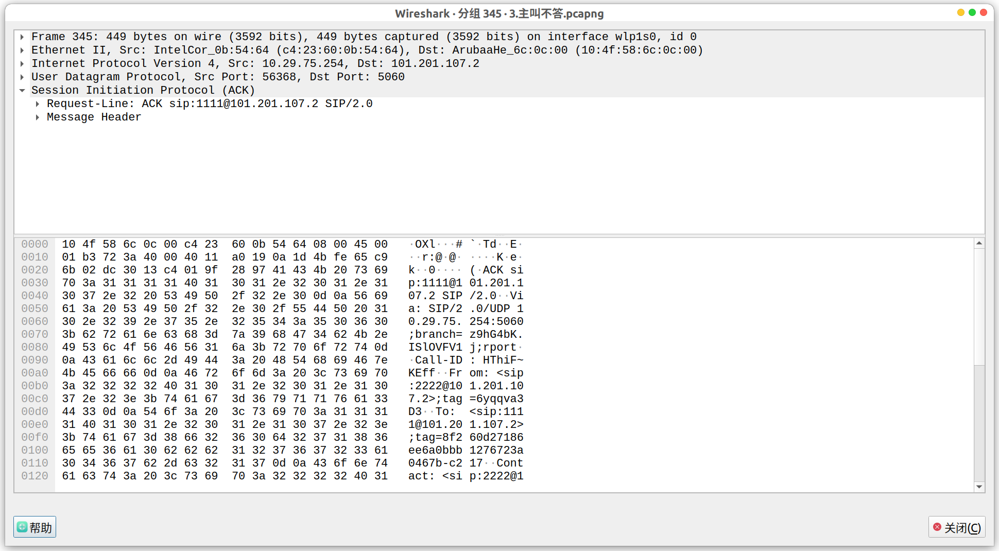 Wireshark · 分组 345 · 3.主叫不答.pcapng
Frame 345: 449 bytes on wire (3592 bits), 449 bytes captured (3592 bits) on interface wlp1s0, id 0
Ethernet II, Src: IntelCor_0b:54:64 (c4:23:60:0b:54:64), Dst: ArubaaHe_6c:0c:00 (10:4f:58:6c:0c:00)
Internet Protocol Version 4, Src: 10.29.75.254, Dst: 101.201.107.2
User Datagram Protocol, Src Port: 56368, Dst Port: 5060
Session Initiation Protocol (ACK)
Request-Line: ACK sip:1111@101.201.107.2 SIP/2.0
Message Header
0000 10 4f 58 6c 0c 00 c4 23 60 0b 54 64 08 00 45 00 ·OXl···# `·Td··E·
0010 01 b3 72 3a 40 00 40 11 a0 19 0a 1d 4b fe 65 c9 ··r:@·@· ····K·e·
0020 6b 02 dc 30 13 c4 01 9f 28 97 41 43 4b 20 73 69 k··0···· (·ACK si
0030 70 3a 31 31 31 31 40 31 30 31 2e 32 30 31 2e 31 p:1111@1 01.201.1
0040 30 37 2e 32 20 53 49 50 2f 32 2e 30 0d 0a 56 69 07.2 SIP /2.0··Vi
0050 61 3a 20 53 49 50 2f 32 2e 30 2f 55 44 50 20 31 a: SIP/2 .0/UDP 1
0060 30 2e 32 39 2e 37 35 2e 32 35 34 3a 35 30 36 30 0.29.75. 254:5060
0070 3b 62 72 61 6e 63 68 3d 7a 39 68 47 34 62 4b 2e ;branch= z9hG4bK.
0080 49 53 6c 4f 56 46 56 31 6a 3b 72 70 6f 72 74 0d ISlOVFV1 j;rport·
0090 0a 43 61 6c 6c 2d 49 44 3a 20 48 54 68 69 46 7e ·Call-ID : HThiF~
00a0 4b 45 66 66 0d 0a 46 72 6f 6d 3a 20 3c 73 69 70 KEff··Fr om: <sip
00b0 3a 32 32 32 32 40 31 30 31 2e 32 30 31 2e 31 30 :2222@10 1.201.10
00c0 37 2e 32 3e 3b 74 61 67 3d 36 79 71 71 76 61 33 7.2>;tag =6yqqva3
00d0 44 33 0d 0a 54 6f 3a 20 3c 73 69 70 3a 31 31 31 D3··To:  <sip:111
00e0 31 40 31 30 31 2e 32 30 31 2e 31 30 37 2e 32 3e 1@101.20 1.107.2>
00f0 3b 74 61 67 3d 38 66 32 36 30 64 32 37 31 38 36 ;tag=8f2 60d27186
0100 65 65 36 61 30 62 62 62 31 32 37 36 37 32 33 61 ee6a0bbb 1276723a
0110 30 34 36 37 62 2d 63 32 31 37 0d 0a 43 6f 6e 74 0467b-c2 17··Cont
0120 61 63 74 3a 20 3c 73 69 70 3a 32 32 32 32 40 31 act: <si p:2222@1
帮助
关闭(C)